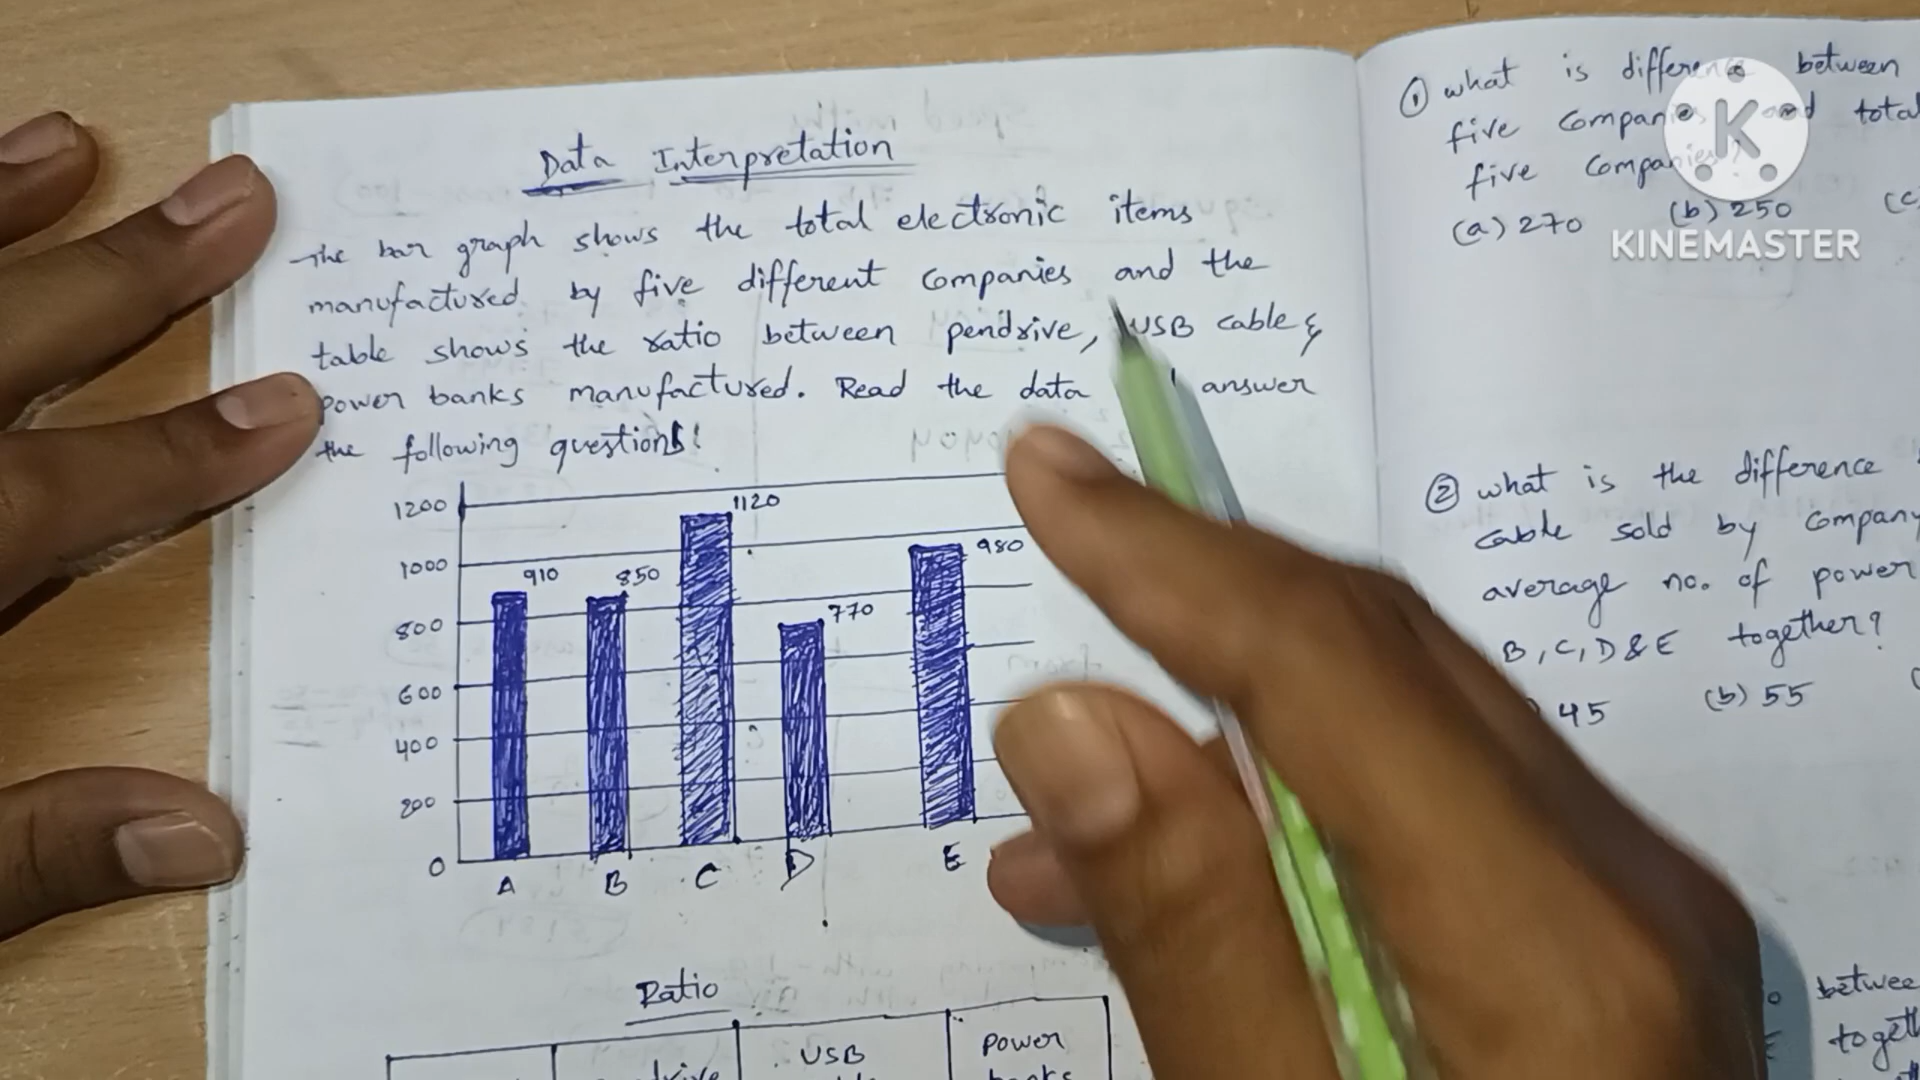 Data Interpretation
The bar graph shows the total electronic items
manufactured by five different companies and the
table shows the ratio between pendrive, USB cable &
power banks manufactured. Read the data answer
the following questions!
1200
1000
800
600
400
200
0
910
850
1120
770
980
A B C D E
Ratio
USB
Power
① what is difference between
five companies and total
five companies?
(a) 270 (b) 250 (c)
② what is the difference
cable sold by company
average no. of power
B, C, D & E together?
45 (b) 55
betwee
togeth
K
KINEMASTER